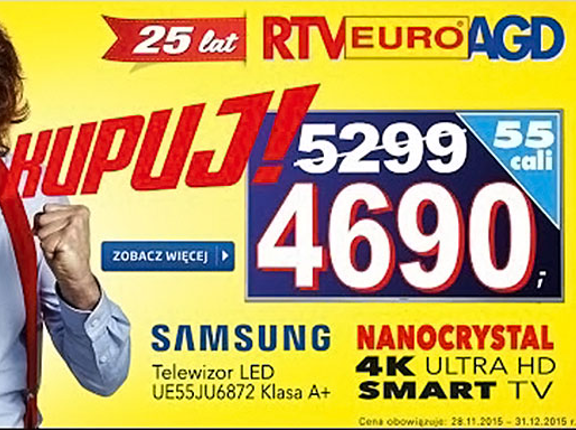 25 lat RTV EURO® AGD
KUPUJ!
5299
55
cali
4690,-
ZOBACZ WIĘCEJ
SAMSUNG
Telewizor LED
UE55JU6872 Klasa A+
NANOCRYSTAL
4K ULTRA HD
SMART TV
Cena obowiązuje: 28.11.2015 – 31.12.2015 r.